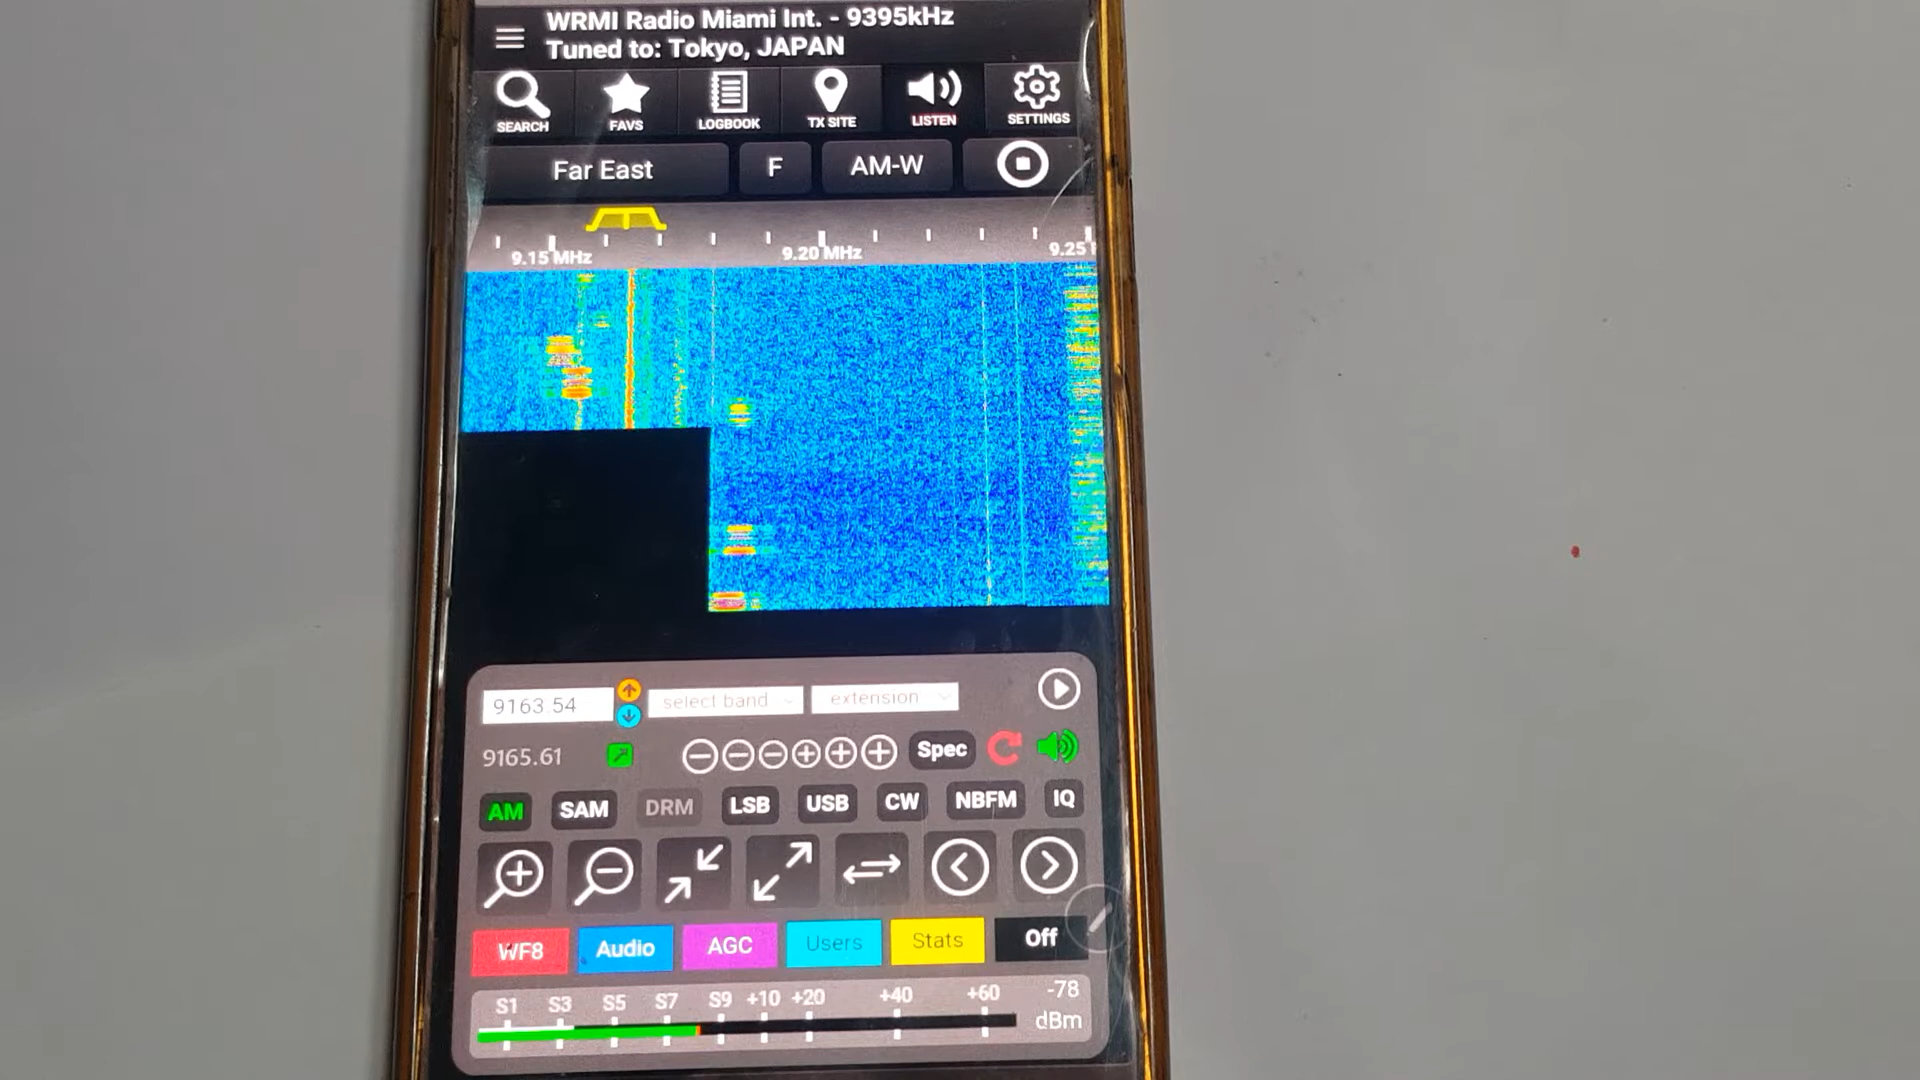 WRMI Radio Miami Int. - 9395kHz
Tuned to: Tokyo, JAPAN
SEARCH FAVS LOGBOOK TX SITE LISTEN SETTINGS
Far East F AM-W
9.15 MHz 9.20 MHz 9.25
9163.54 select band extension
9165.61 Spec
AM SAM DRM LSB USB CW NBFM IQ
WF8 Audio AGC Users Stats Off
S1 S3 S5 S7 S9 +10 +20 +40 +60 -78
dBm